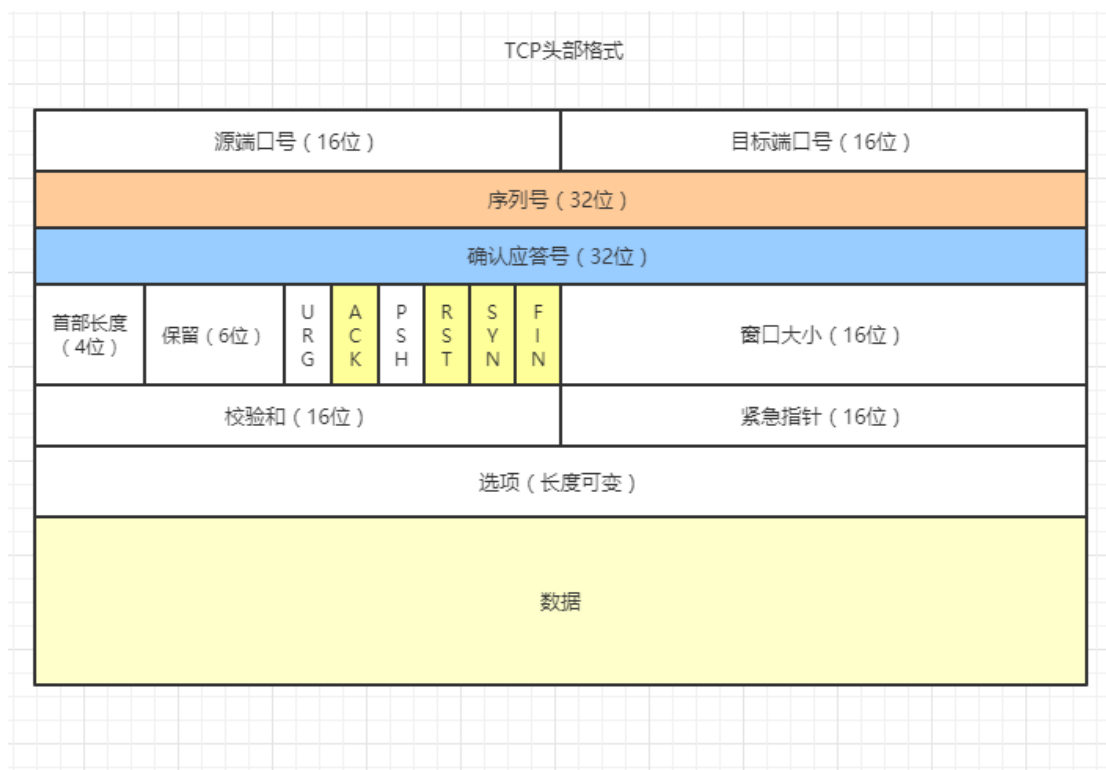 TCP头部格式
源端口号（16位）
目标端口号（16位）
序列号（32位）
确认应答号（32位）
首部长度
（4位）
保留（6位）
URG
ACK
PSH
RST
SYN
FIN
窗口大小（16位）
校验和（16位）
紧急指针（16位）
选项（长度可变）
数据